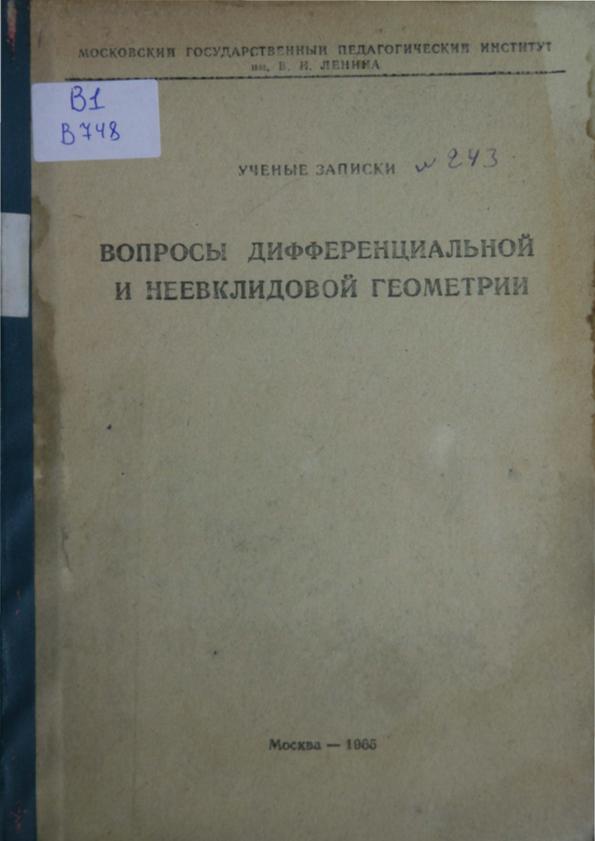 МОСКОВСКИЙ ГОСУДАРСТВЕННЫЙ ПЕДАГОГИЧЕСКИЙ ИНСТИТУТ
им. В. И. ЛЕНИНА
В1
В748
УЧЕНЫЕ ЗАПИСКИ № 243
ВОПРОСЫ ДИФФЕРЕНЦИАЛЬНОЙ
И НЕЕВКЛИДОВОЙ ГЕОМЕТРИИ
Москва — 1965